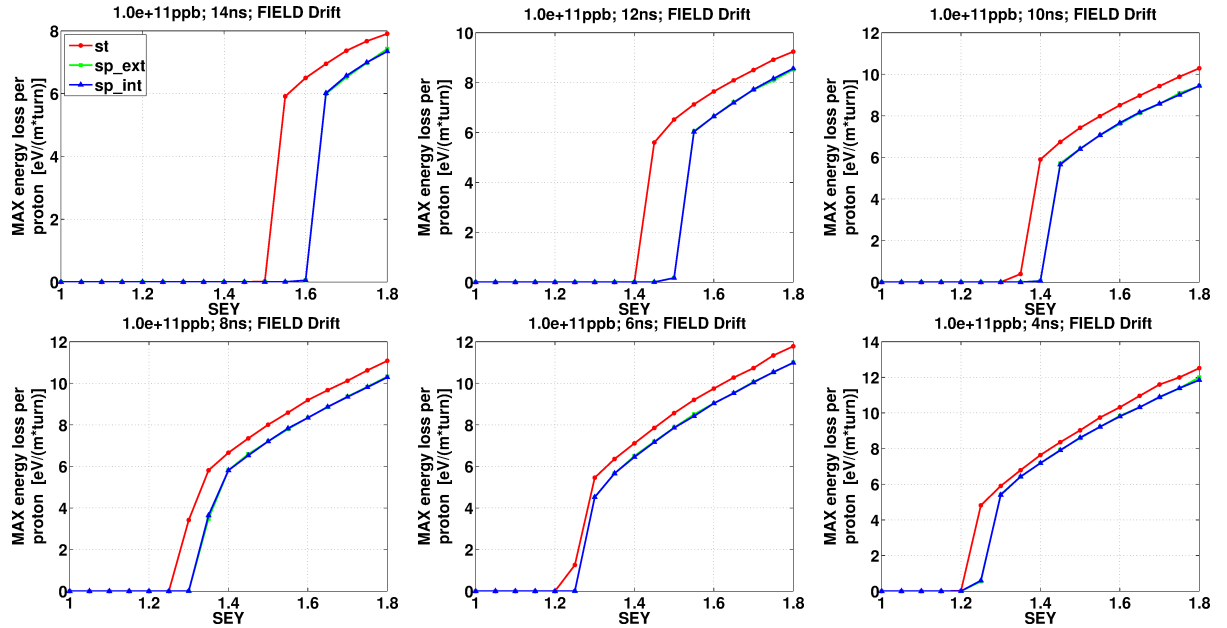 1.0e+11ppb; 14ns; FIELD Drift
MAX energy loss per
proton [eV/(m*turn)]
8
6
4
2
0
st
sp_ext
sp_int
1 1.2 1.4 1.6 1.8
SEY
1.0e+11ppb; 12ns; FIELD Drift
MAX energy loss per
proton [eV/(m*turn)]
10
8
6
4
2
0
1 1.2 1.4 1.6 1.8
SEY
1.0e+11ppb; 10ns; FIELD Drift
MAX energy loss per
proton [eV/(m*turn)]
12
10
8
6
4
2
0
1 1.2 1.4 1.6 1.8
SEY
1.0e+11ppb; 8ns; FIELD Drift
MAX energy loss per
proton [eV/(m*turn)]
12
10
8
6
4
2
0
1 1.2 1.4 1.6 1.8
SEY
1.0e+11ppb; 6ns; FIELD Drift
MAX energy loss per
proton [eV/(m*turn)]
12
10
8
6
4
2
0
1 1.2 1.4 1.6 1.8
SEY
1.0e+11ppb; 4ns; FIELD Drift
MAX energy loss per
proton [eV/(m*turn)]
14
12
10
8
6
4
2
0
1 1.2 1.4 1.6 1.8
SEY